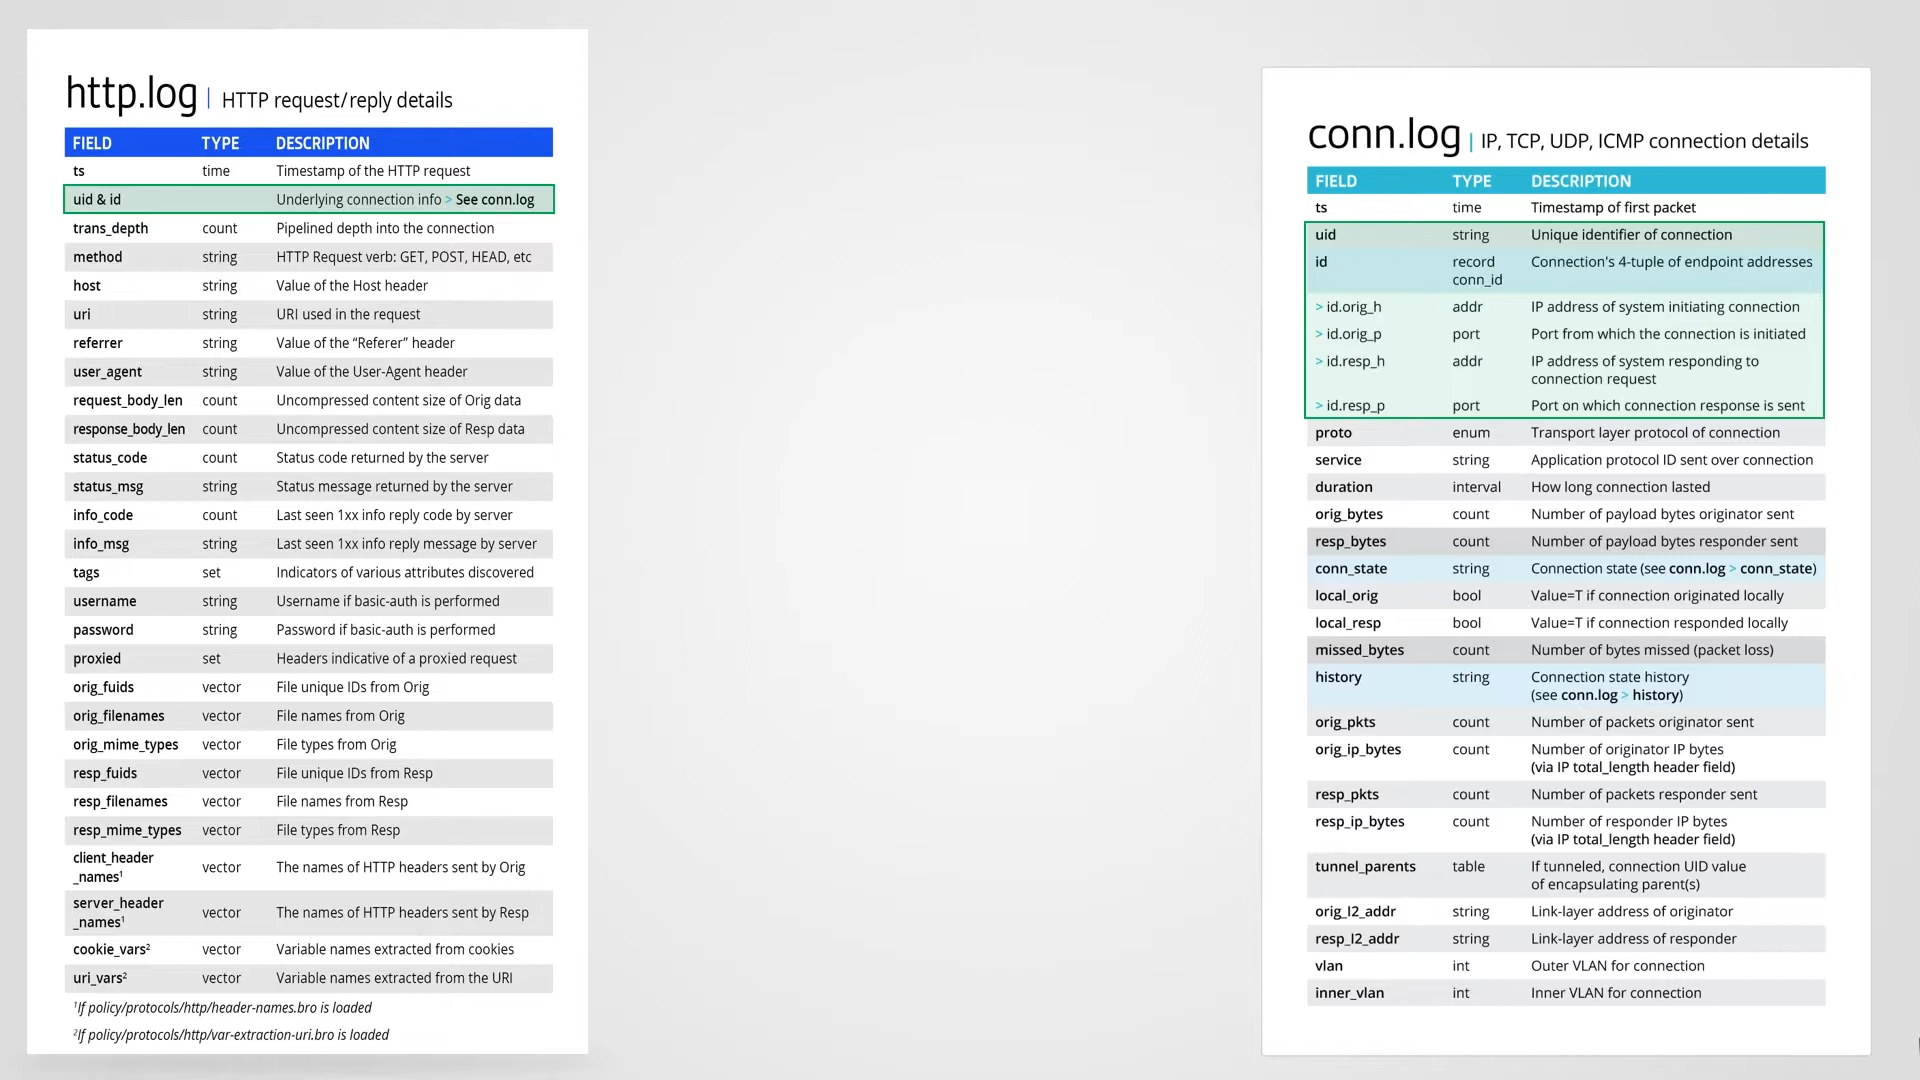 http.log | HTTP request/reply details
FIELD TYPE DESCRIPTION
ts time Timestamp of the HTTP request
uid & id Underlying connection info > See conn.log
trans_depth count Pipelined depth into the connection
method string HTTP Request verb: GET, POST, HEAD, etc
host string Value of the Host header
uri string URI used in the request
referrer string Value of the “Referer” header
user_agent string Value of the User-Agent header
request_body_len count Uncompressed content size of Orig data
response_body_len count Uncompressed content size of Resp data
status_code count Status code returned by the server
status_msg string Status message returned by the server
info_code count Last seen 1xx info reply code by server
info_msg string Last seen 1xx info reply message by server
tags set Indicators of various attributes discovered
username string Username if basic-auth is performed
password string Password if basic-auth is performed
proxied set Headers indicative of a proxied request
orig_fuids vector File unique IDs from Orig
orig_filenames vector File names from Orig
orig_mime_types vector File types from Orig
resp_fuids vector File unique IDs from Resp
resp_filenames vector File names from Resp
resp_mime_types vector File types from Resp
client_header
_names¹ vector The names of HTTP headers sent by Orig
server_header
_names¹ vector The names of HTTP headers sent by Resp
cookie_vars² vector Variable names extracted from cookies
uri_vars² vector Variable names extracted from the URI
¹If policy/protocols/http/header-names.bro is loaded
²If policy/protocols/http/var-extraction-uri.bro is loaded
conn.log | IP, TCP, UDP, ICMP connection details
FIELD TYPE DESCRIPTION
ts time Timestamp of first packet
uid string Unique identifier of connection
id record Connection's 4-tuple of endpoint addresses
conn_id
> id.orig_h addr IP address of system initiating connection
> id.orig_p port Port from which the connection is initiated
> id.resp_h addr IP address of system responding to
connection request
> id.resp_p port Port on which connection response is sent
proto enum Transport layer protocol of connection
service string Application protocol ID sent over connection
duration interval How long connection lasted
orig_bytes count Number of payload bytes originator sent
resp_bytes count Number of payload bytes responder sent
conn_state string Connection state (see conn.log > conn_state)
local_orig bool Value=T if connection originated locally
local_resp bool Value=T if connection responded locally
missed_bytes count Number of bytes missed (packet loss)
history string Connection state history
(see conn.log > history)
orig_pkts count Number of packets originator sent
orig_ip_bytes count Number of originator IP bytes
(via IP total_length header field)
resp_pkts count Number of packets responder sent
resp_ip_bytes count Number of responder IP bytes
(via IP total_length header field)
tunnel_parents table If tunneled, connection UID value
of encapsulating parent(s)
orig_l2_addr string Link-layer address of originator
resp_l2_addr string Link-layer address of responder
vlan int Outer VLAN for connection
inner_vlan int Inner VLAN for connection